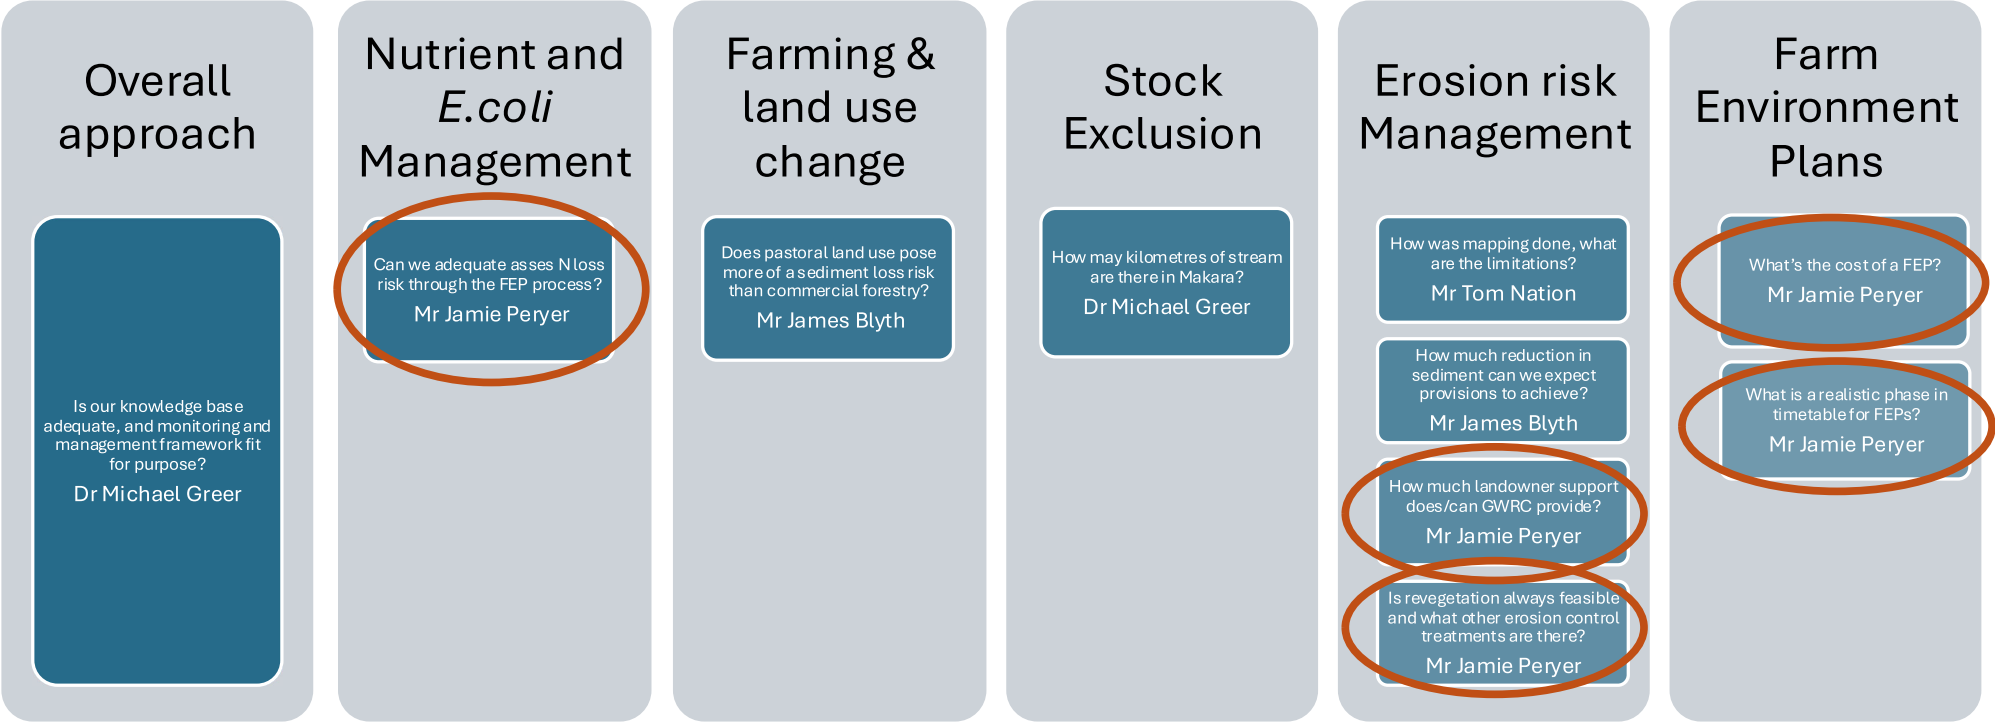 Overall
approach
Is our knowledge base
adequate, and monitoring and
management framework fit
for purpose?
Dr Michael Greer
Nutrient and
E.coli
Management
Can we adequate asses N loss
risk through the FEP process?
Mr Jamie Peryer
Farming &
land use
change
Does pastoral land use pose
more of a sediment loss risk
than commercial forestry?
Mr James Blyth
Stock
Exclusion
How may kilometres of stream
are there in Makara?
Dr Michael Greer
Erosion risk
Management
How was mapping done, what
are the limitations?
Mr Tom Nation
How much reduction in
sediment can we expect
provisions to achieve?
Mr James Blyth
How much landowner support
does/can GWRC provide?
Mr Jamie Peryer
Is revegetation always feasible
and what other erosion control
treatments are there?
Mr Jamie Peryer
Farm
Environment
Plans
What's the cost of a FEP?
Mr Jamie Peryer
What is a realistic phase in
timetable for FEPs?
Mr Jamie Peryer